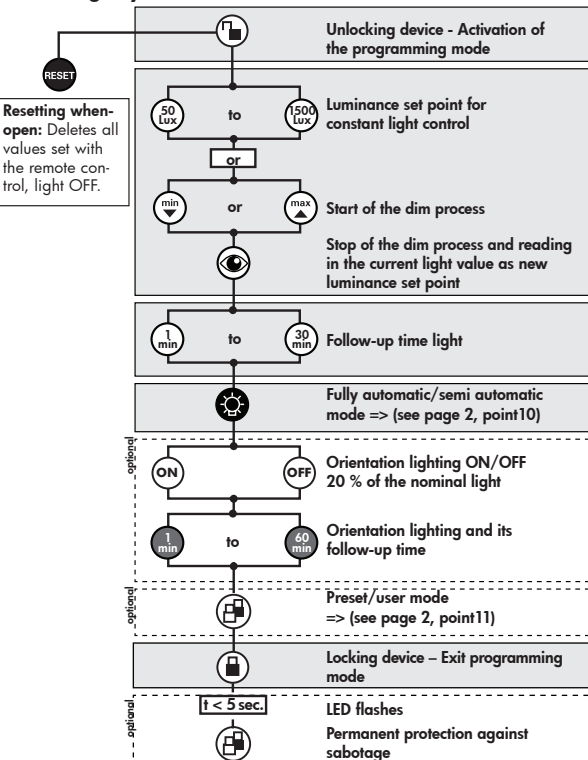 Unlocking device - Activation of
the programming mode
RESET
Resetting when-
open: Deletes all
values set with
the remote con-
trol, light OFF.
50 Lux to 1500 Lux
Luminance set point for
constant light control
or
min or max
Start of the dim process
Stop of the dim process and reading
in the current light value as new
luminance set point
1 min to 30 min
Follow-up time light
Fully automatic/semi automatic
mode => (see page 2, point10)
optional
ON OFF
Orientation lighting ON/OFF
20 % of the nominal light
1 min to 60 min
Orientation lighting and its
follow-up time
optional
Preset/user mode
=> (see page 2, point11)
Locking device – Exit programming
mode
optional
t < 5 sec.
LED flashes
Permanent protection against
sabotage